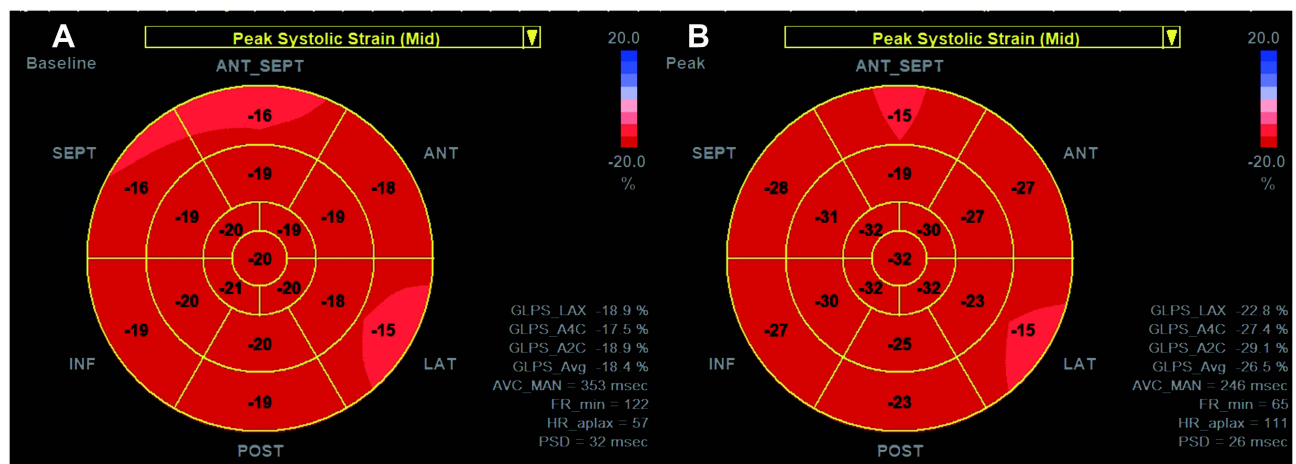 A
Peak Systolic Strain (Mid)
Baseline
ANT_SEPT
20.0
-20.0
%
SEPT
ANT
-16
-16
-18
-19
-19
-19
-20
-19
-20
-21
-20
-20
-18
-19
-15
-20
-19
INF
LAT
POST
GLPS_LAX -18.9 %
GLPS_A4C -17.5 %
GLPS_A2C -18.9 %
GLPS_Avg -18.4 %
AVC_MAN = 353 msec
FR_min = 122
HR_aplax = 57
PSD = 32 msec
B
Peak Systolic Strain (Mid)
Peak
ANT_SEPT
20.0
-20.0
%
SEPT
ANT
-15
-28
-27
-19
-31
-27
-32
-30
-32
-32
-32
-30
-23
-27
-15
-25
-23
INF
LAT
POST
GLPS_LAX -22.8 %
GLPS_A4C -27.4 %
GLPS_A2C -29.1 %
GLPS_Avg -26.5 %
AVC_MAN = 246 msec
FR_min = 65
HR_aplax = 111
PSD = 26 msec